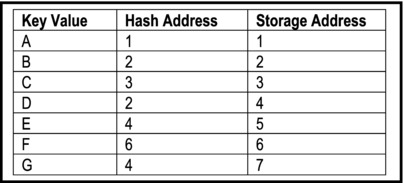 Key Value Hash Address Storage Address
A 1 1
B 2 2
C 3 3
D 2 4
E 4 5
F 6 6
G 4 7